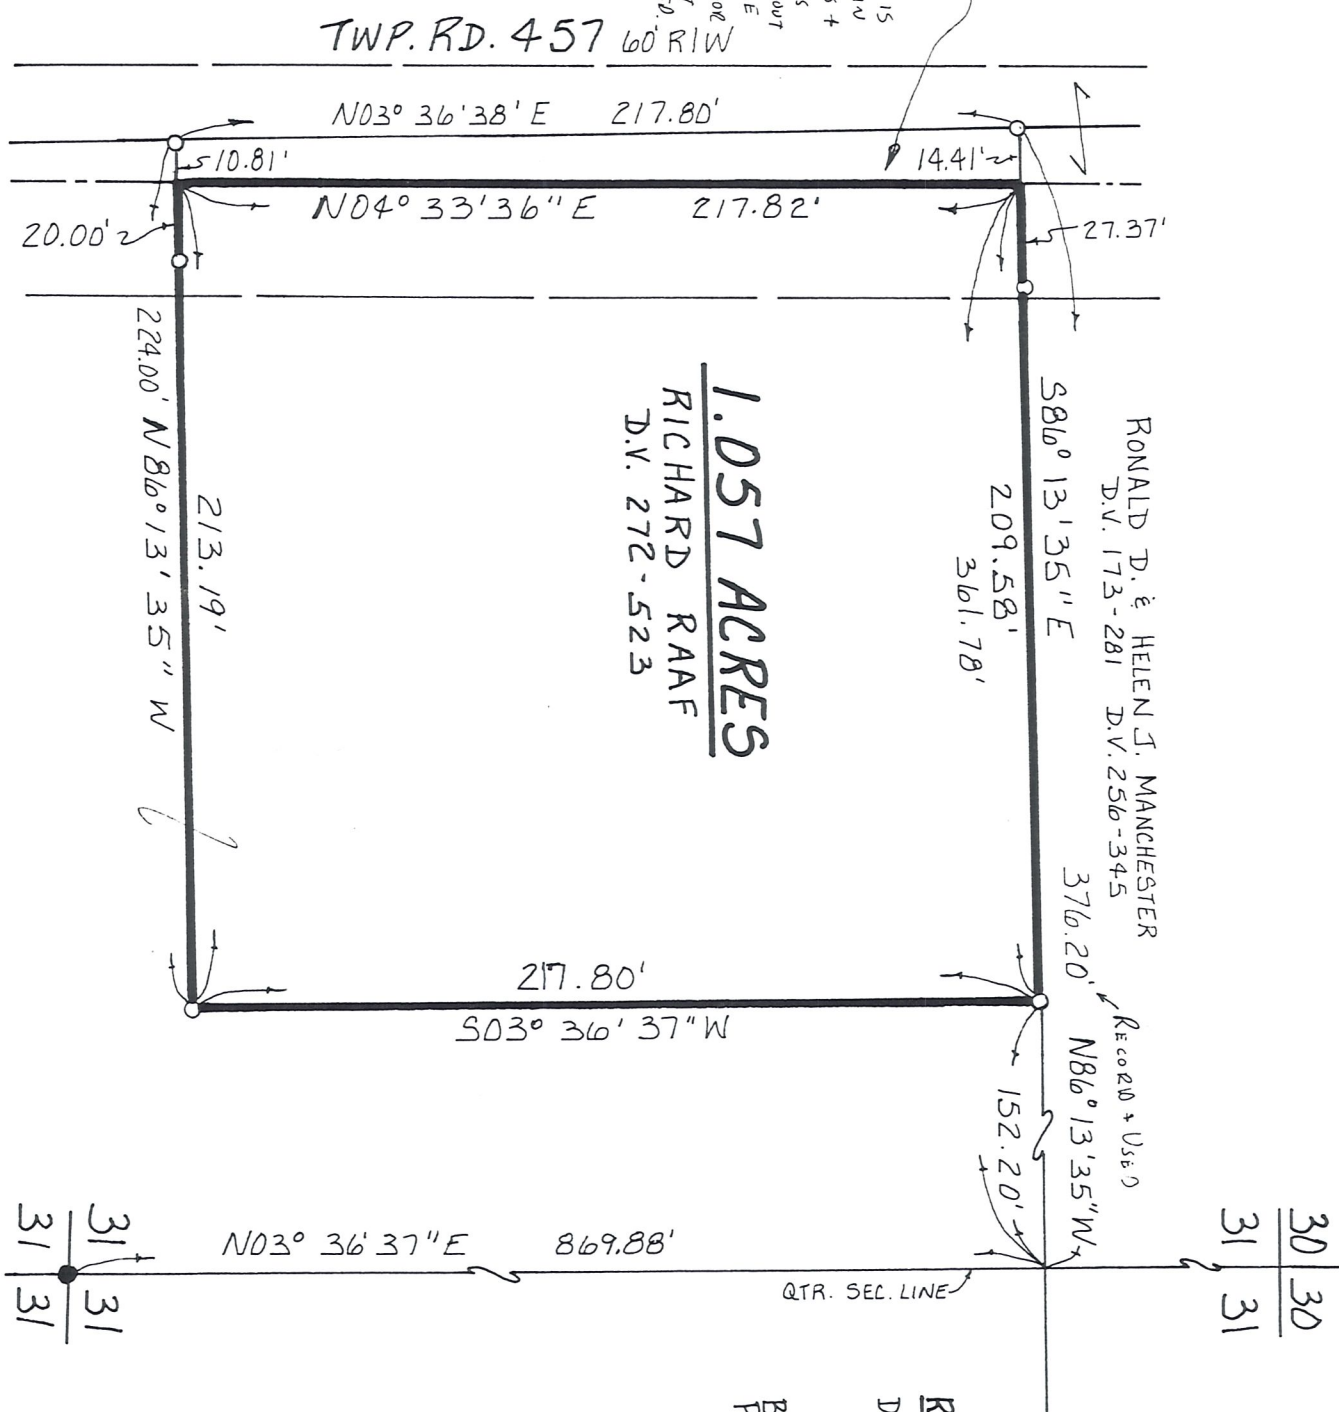 IS
IN
S +
S
OUT
E
OR
D.
TWP. RD. 457 60' R/W
N03° 36'38' E 217.80'
10.81'
14.41'
N04° 33'36" E 217.82'
20.00'
27.37'
224.00' N86° 13' 35" W
213.19'
1.057 ACRES
RICHARD RAAF
D.V. 272-523
S86° 13'35" E
209.58'
361.78'
RONALD D. & HELEN J. MANCHESTER
D.V. 173-281 D.V. 256-345
376.20' N86° 13'35" W
RECORD + USED
217.80'
S03° 36' 37" W
152.20'
N03° 36' 37" E 869.88'
QTR. SEC. LINE
31 31
31 31
30 30
31 31